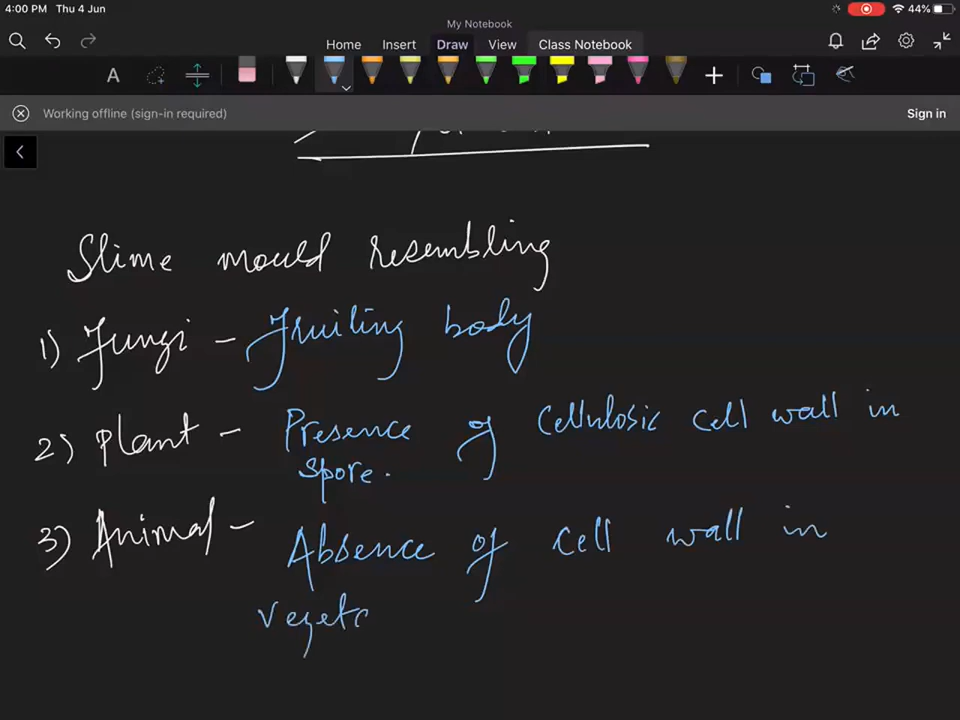 4:00 PM Thu 4 Jun
44%
My Notebook
Home Insert Draw View Class Notebook
A
Working offline (sign-in required)
Sign in
Slime mould resembling
1) Fungi - Fruiting body
2) Plant - Presence of Cellulosic cell wall in
spore.
3) Animal - Absence of cell wall in
vegeta